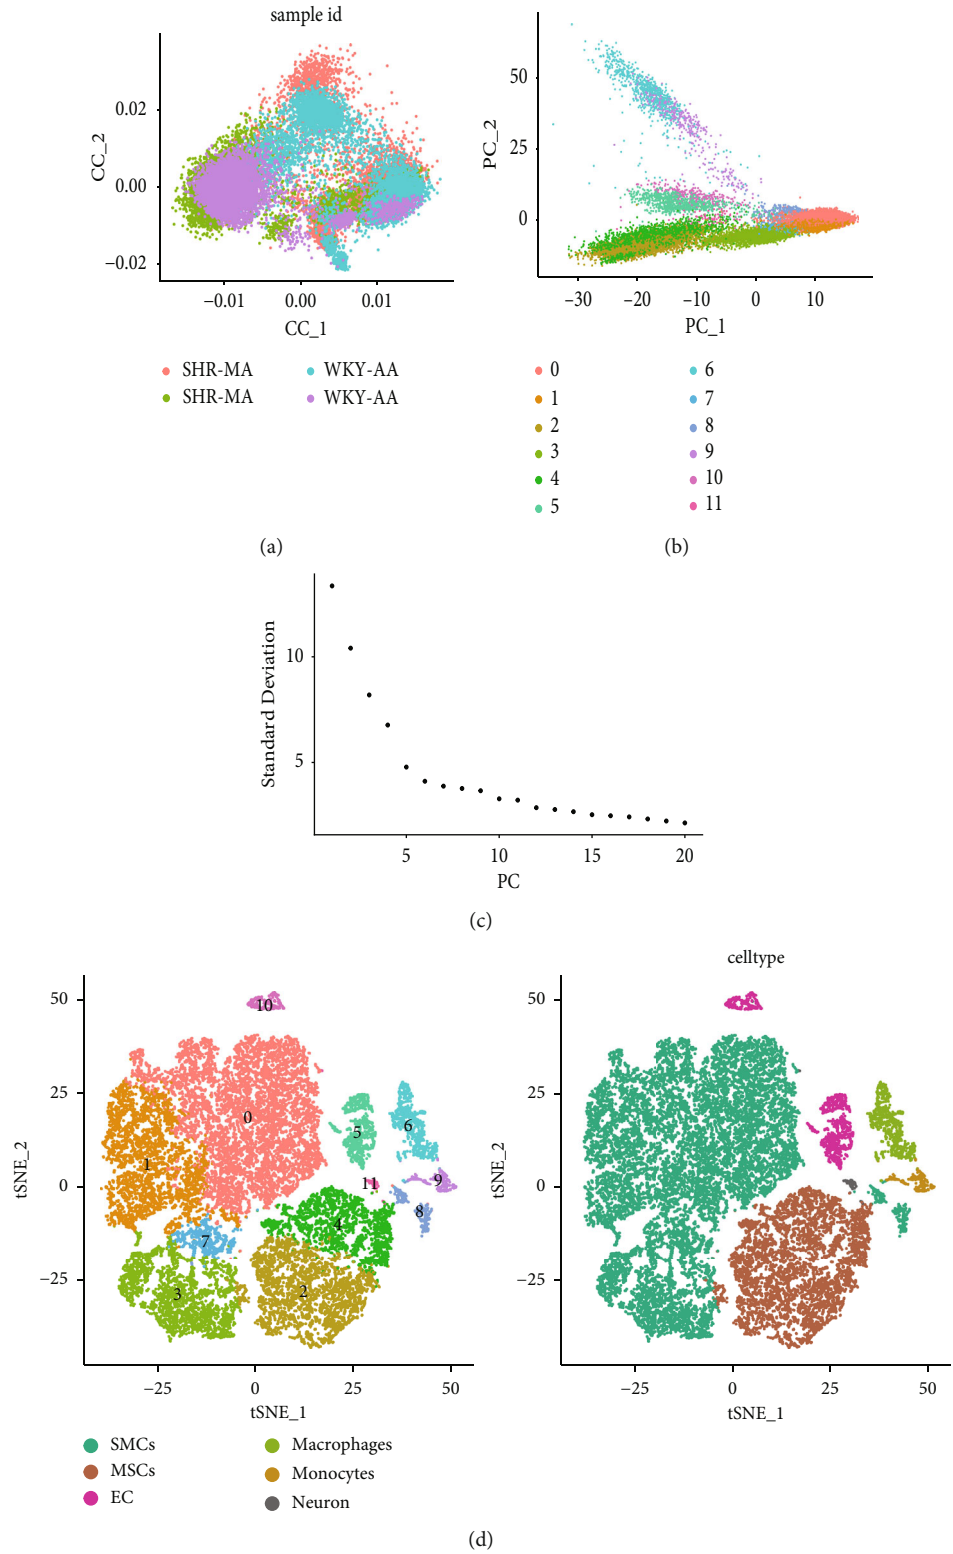 sample id
CC_2
0.02
0.00
−0.02
−0.01
0.00
0.01
CC_1
SHR-MA
WKY-AA
SHR-MA
WKY-AA
(a)
PC_2
50
25
0
−30
−20
−10
0
10
PC_1
0
6
1
7
2
8
3
9
4
10
5
11
(b)
Standard Deviation
10
5
5
10
15
20
PC
(c)
tSNE_2
50
25
0
−25
10
0
1
5
6
11
9
8
4
7
3
2
−25
0
25
50
tSNE_1
celltype
tSNE_2
50
25
0
−25
−25
0
25
50
tSNE_1
SMCs
Macrophages
MSCs
Monocytes
EC
Neuron
(d)